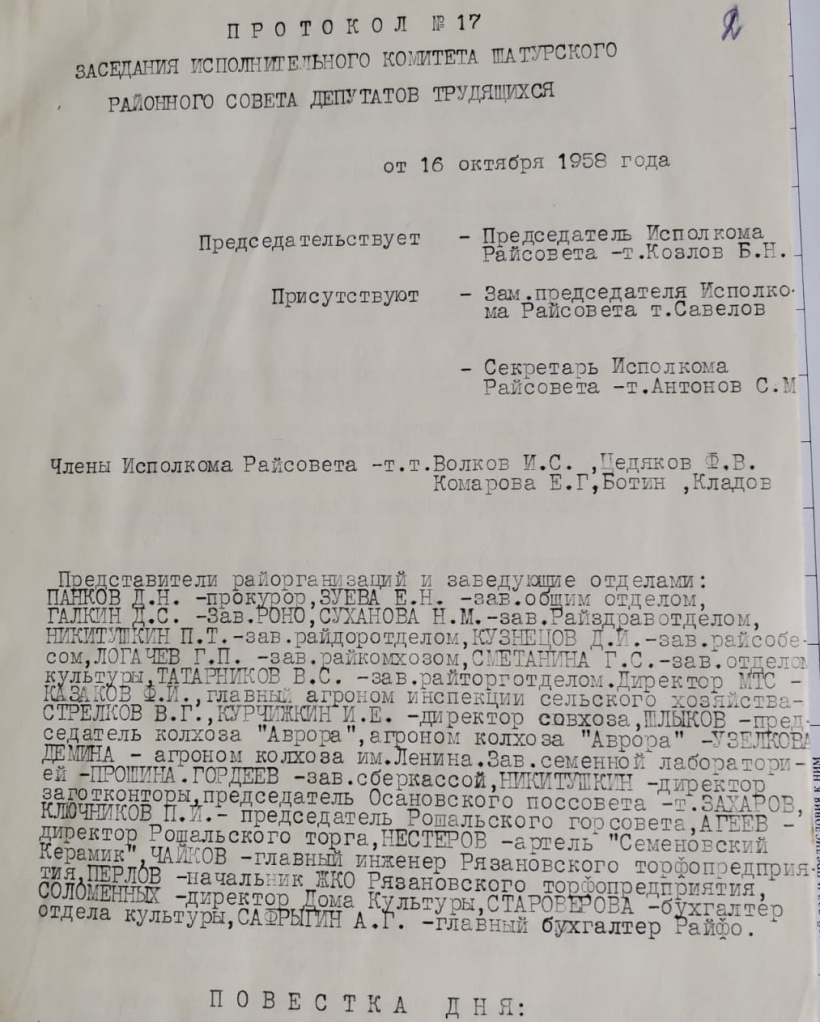 2
ПРОТОКОЛ № 17
ЗАСЕДАНИЯ ИСПОЛНИТЕЛЬНОГО КОМИТЕТА ШАТУРСКОГО
РАЙОННОГО СОВЕТА ДЕПУТАТОВ ТРУДЯЩИХСЯ
от 16 октября 1958 года
Председательствует - Председатель Исполкома
Райсовета -т.Козлов Б.Н.
Присутствуют - Зам.председателя Исполко-
ма Райсовета т.Савелов
- Секретарь Исполкома
Райсовета -т.Антонов С.М
Члены Исполкома Райсовета -т.т.Волков И.С. ,Цедяков Ф.В.
Комарова Е.Г,Ботин ,Кладов
Представители райорганизаций и заведующие отделами:
ПАНКОВ Д.Н. -прокурор,ЗУЕВА Е.Н. -зав.общим отделом,
ГАЛКИН Д.С. -Зав.РОНО,СУХАНОВА Н.М.-зав.Райздравотделом,
НИКИТУШКИН П.Т.-зав.райдоротделом,КУЗНЕЦОВ Д.И.-зав.райсобе-
сом,ЛОГАЧЕВ Г.П. -зав.райкомхозом,СМЕТАНИНА Г.С.-зав.отделом
культуры,ТАТАРНИКОВ В.С. -зав.райторготделом.Директор МТС -
КАЗАКОВ Ф.И.,главный агроном инспекции сельского хозяйства-
СТРЕЛКОВ В.Г.,КУРЧИЖКИН И.Е. -директор совхоза,ШЛЫКОВ -пред-
седатель колхоза "Аврора",агроном колхоза "Аврора" -УЗЕЛКОВА
ДЕМИНА - агроном колхоза им.Ленина.Зав.семенной лаборатори-
ей -ПРОШИНА.ГОРДЕЕВ -зав.сберкассой,НИКИТУШКИН -директор
заготконторы,председатель Осановского поссовета -т.ЗАХАРОВ,
КЛЮЧНИКОВ П.И.- председатель Рошальского горсовета,АГЕЕВ -
директор Рошальского торга,НЕСТЕРОВ -артель "Семеновский
Керамик",ЧАЙКОВ -главный инженер Рязановского торфопредприя-
тия,ПЕРЛОВ -начальник ЖКО Рязановского торфопредприятия,
СОЛОМЕННЫХ -директор Дома Культуры,СТАРОВЕРОВА -бухгалтер
отдела культуры,САФРЫГИН А.Г. -главный бухгалтер Райфо.
ПОВЕСТКА ДНЯ: